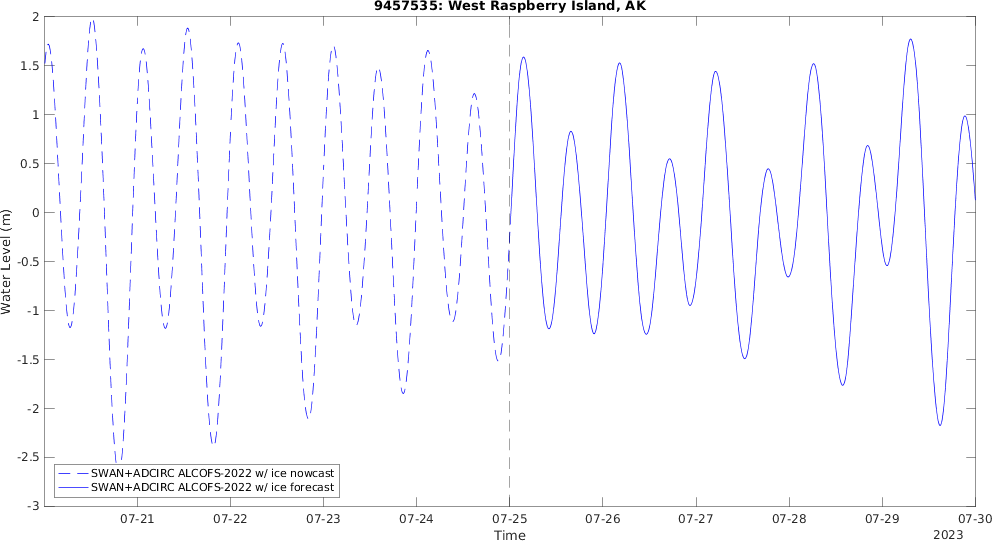 9457535: West Raspberry Island, AK
Water Level (m)
2
1.5
1
0.5
0
-0.5
-1
-1.5
-2
-2.5
-3
SWAN+ADCIRC ALCOFS-2022 w/ ice nowcast
SWAN+ADCIRC ALCOFS-2022 w/ ice forecast
07-21 07-22 07-23 07-24 07-25 07-26 07-27 07-28 07-29 07-30
Time
2023